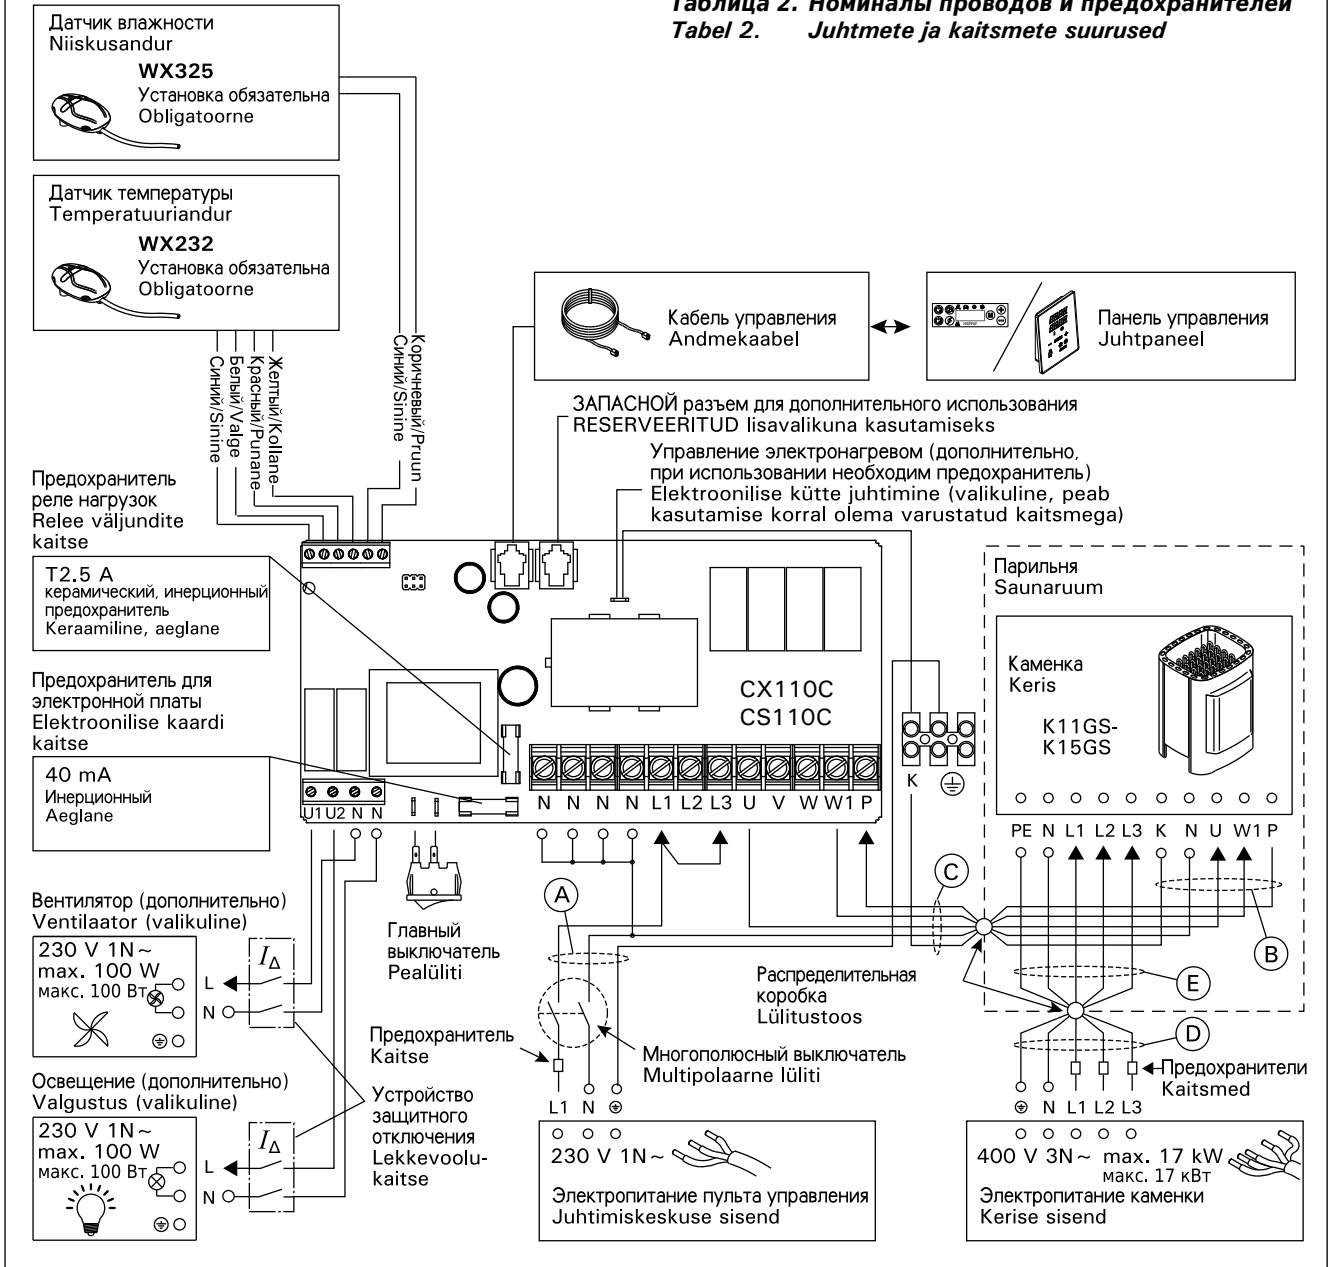 Таблица 2. Номиналы проводов и предохранителей
Tabel 2. Juhtmete ja kaitsmete suurused
Датчик влажности
Niiskusandur
WX325
Установка обязательна
Obligatoorne
Датчик температуры
Temperatuuriandur
WX232
Установка обязательна
Obligatoorne
Синий/Sinine
Белый/Valge
Красный/Punane
Желтый/Kollane
Синий/Sinine
Коричневый/Pruun
Кабель управления
Andmekaabel
Панель управления
Juhtpaneel
ЗАПАСНОЙ разъем для дополнительного использования
RESERVEERITUD lisavalikuna kasutamiseks
Управление электронагревом (дополнительно,
при использовании необходим предохранитель)
Elektroonilise kütte juhtimine (valikuline, peab
kasutamise korral olema varustatud kaitsmega)
Предохранитель
реле нагрузок
Relee väljundite
kaitse
T2.5 A
керамический, инерционный
предохранитель
Keraamiline, aeglane
Предохранитель для
электронной платы
Elektroonilise kaardi
kaitse
40 mA
Инерционный
Aeglane
CX110C
CS110C
U1 U2 N N
N N N N L1 L2 L3 U V W W1 P
K
Парильня
Saunaruum
Каменка
Keris
K11GS-
K15GS
PE N L1 L2 L3 K N U W1 P
A
C
B
E
D
Главный
выключатель
Pealüliti
Вентилятор (дополнительно)
Ventilaator (valikuline)
230 V 1N~
max. 100 W
макс. 100 Вт
L
N
IΔ
Освещение (дополнительно)
Valgustus (valikuline)
230 V 1N~
max. 100 W
макс. 100 Вт
L
N
IΔ
Устройство
защитного
отключения
Lekkevoolu-
kaitse
Предохранитель
Kaitse
Распределительная
коробка
Lülitustoos
Многополюсный выключатель
Multipolaarne lüliti
L1 N
230 V 1N~
Электропитание пульта управления
Juhtimiskeskuse sisend
Предохранители
Kaitsmed
N L1 L2 L3
400 V 3N~ max. 17 kW
макс. 17 кВт
Электропитание каменки
Kerise sisend